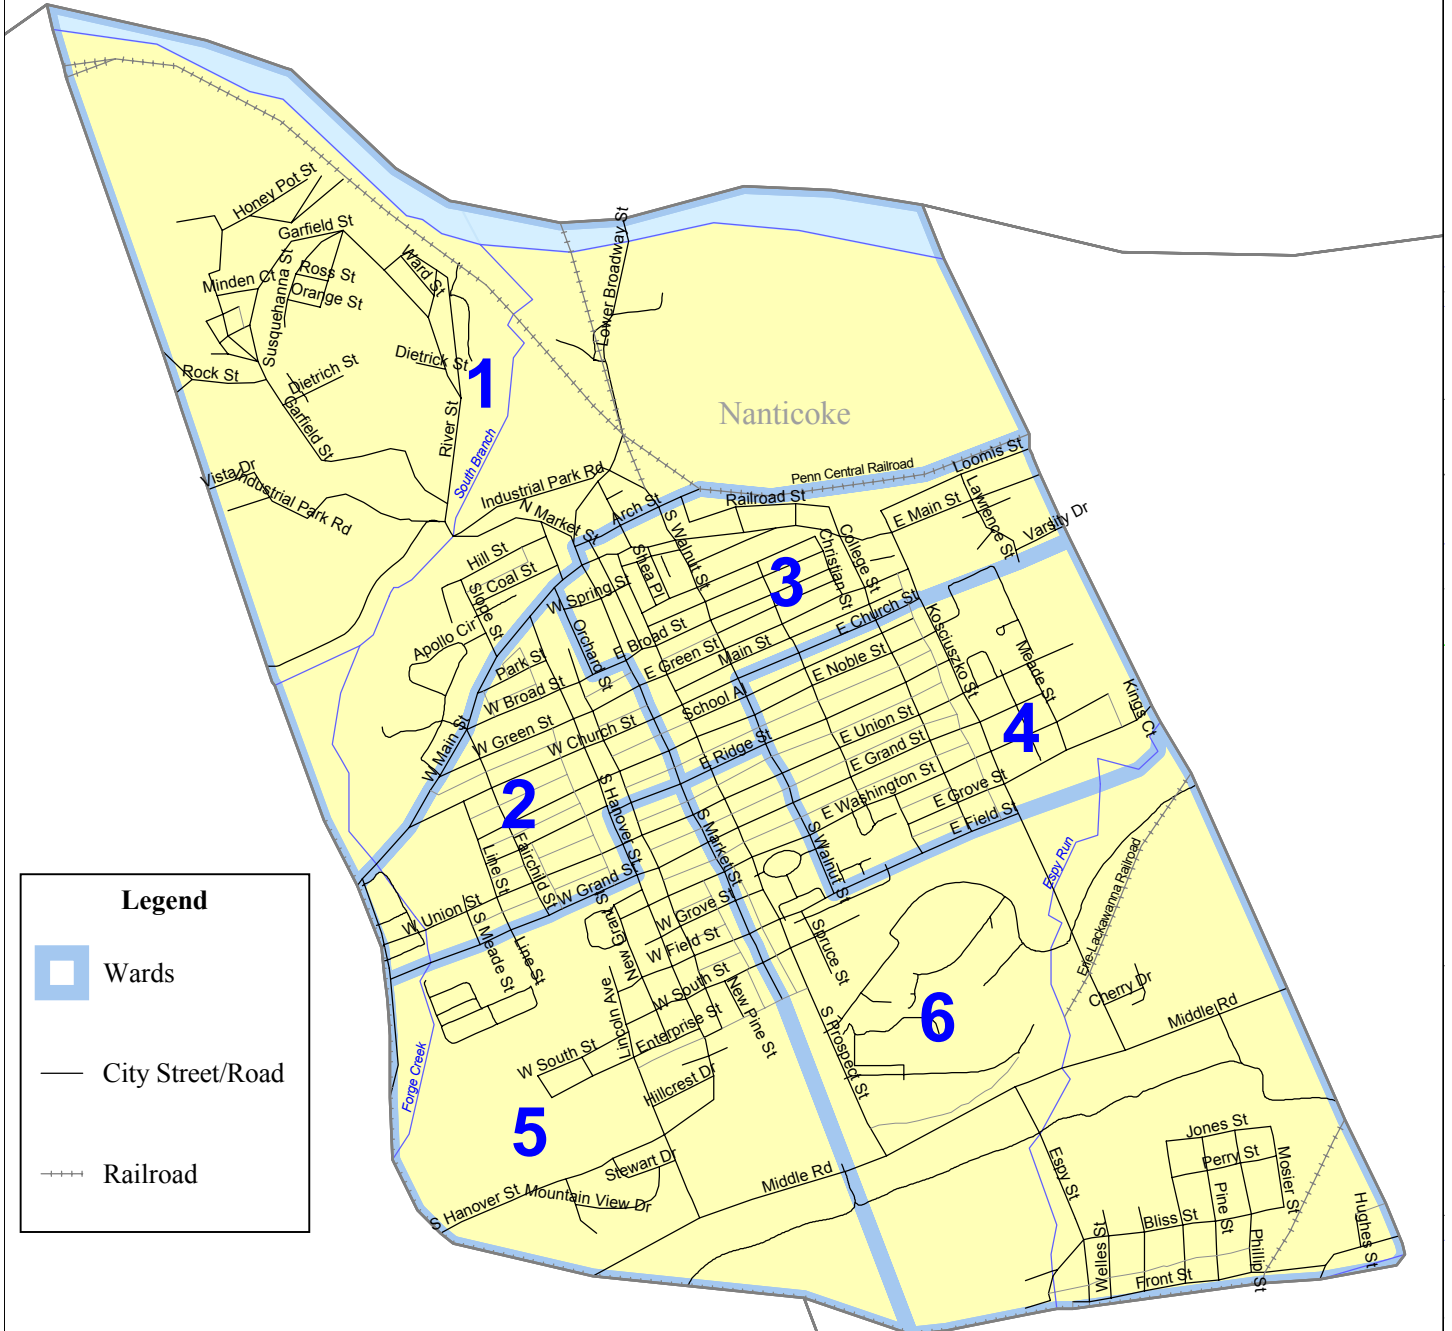 Honey Pot St
Garfield St
Ward St
Lower Broadway St
Ross St
Minden Ct
Orange St
Susquehanna St
Dietrick St
Dietrich St
Rock St
1
Garfield St
River St
South Branch
Nanticoke
Vista Dr
Industrial Park Rd
Industrial Park Rd
Penn Central Railroad
Loomis St
Railroad St
Arch St
N Market St
E Main St
Lawrence St
Varsity Dr
S Walnut St
College St
Christian St
Shea Pl
Hill St
Coal St
Slope St
Apollo Cir
W Spring St
Orchard St
3
E Church St
E Broad St
E Green St
Main St
School Al
Park St
W Broad St
W Green St
W Church St
W Main St
E Noble St
Kosciuszko St
Meade St
Kings Ct
4
E Union St
E Ridge St
E Grand St
E Washington St
E Grove St
E Field St
2
S Hanover St
S Market St
S Walnut St
Line St
Fairchild St
W Grand St
W Union St
S Meade St
Line St
New Grant St
W Grove St
W Field St
W South St
New Pine St
Lincoln Ave
Enterprise St
W South St
Hillcrest Dr
Spruce St
S Prospect St
6
Espy Run
Erie-Lackawanna Railroad
Cherry Dr
Middle Rd
Forge Creek
5
Stewart Dr
Mountain View Dr
S Hanover St
Middle Rd
Espy St
Jones St
Perry St
Mosier St
Pine St
Bliss St
Welles St
Phillip St
Hughes St
Front St
Legend
Wards
City Street/Road
Railroad